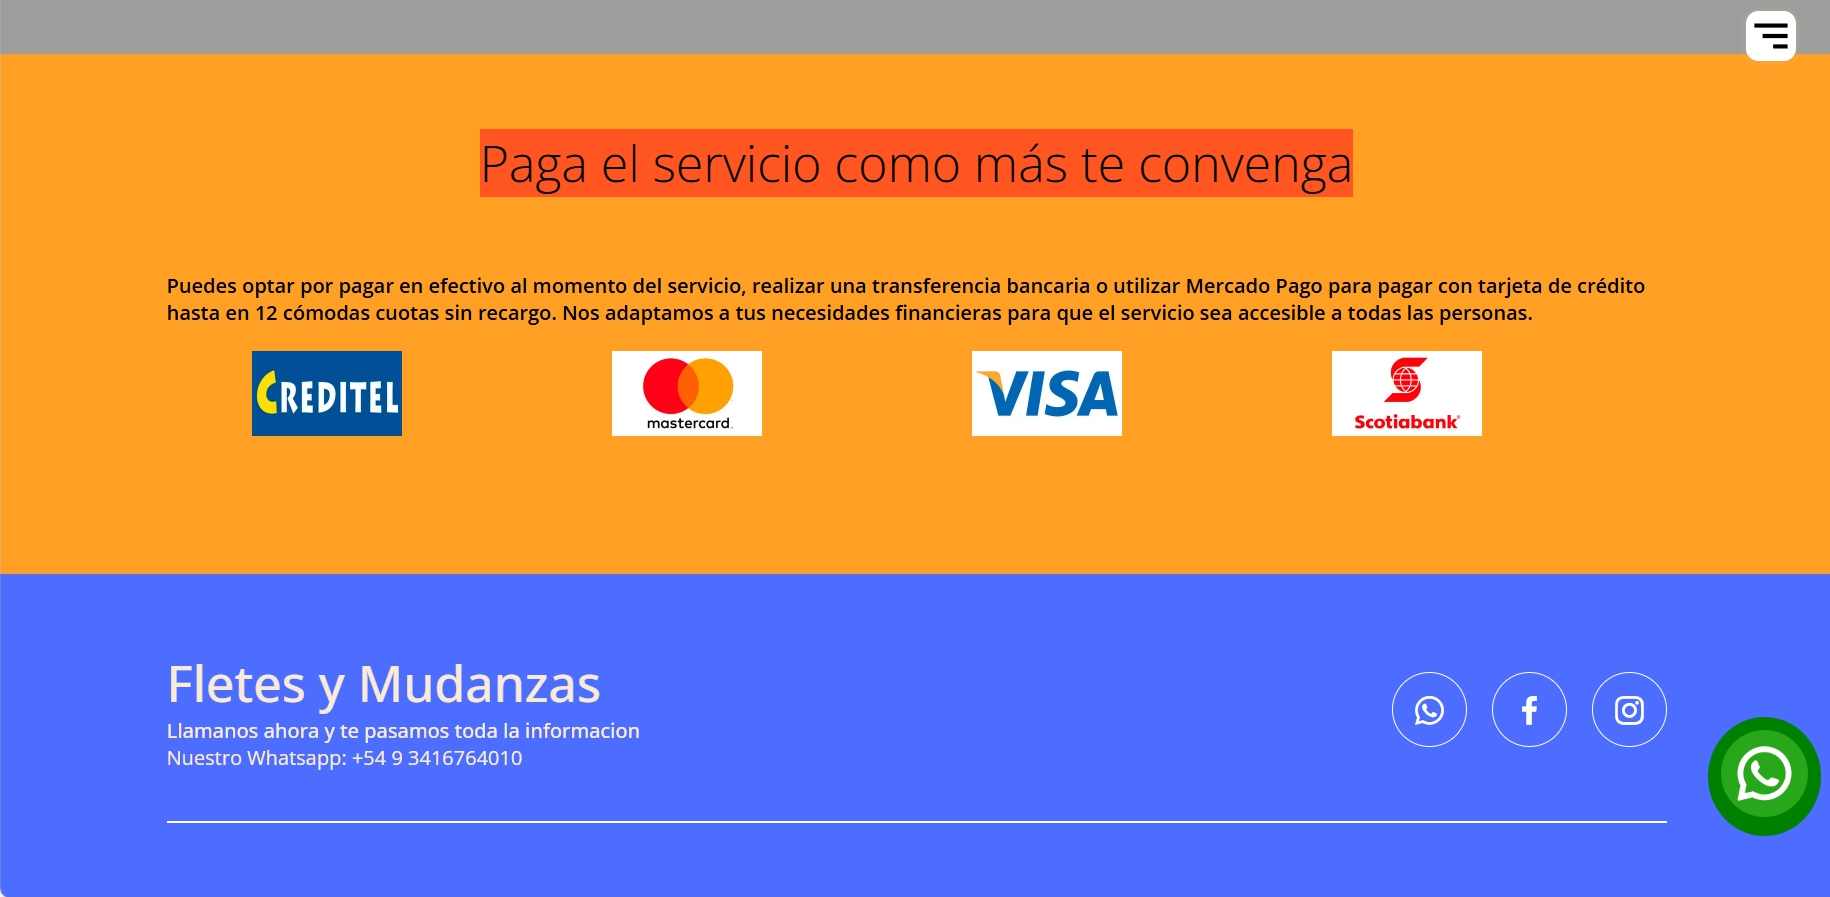 Paga el servicio como más te convenga
Puedes optar por pagar en efectivo al momento del servicio, realizar una transferencia bancaria o utilizar Mercado Pago para pagar con tarjeta de crédito
hasta en 12 cómodas cuotas sin recargo. Nos adaptamos a tus necesidades financieras para que el servicio sea accesible a todas las personas.
CREDITEL
mastercard.
VISA
Scotiabank®
Fletes y Mudanzas
Llamanos ahora y te pasamos toda la informacion
Nuestro Whatsapp: +54 9 3416764010